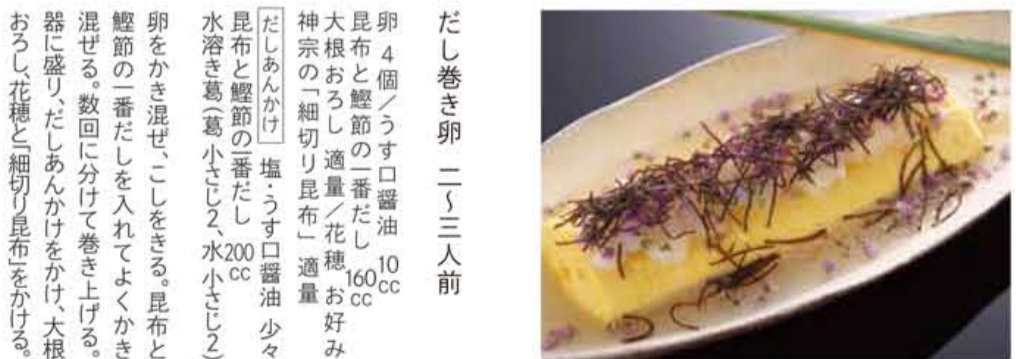 だし巻き卵 二〜三人前
卵 4個／うす口醤油 10cc
昆布と鰹節の一番だし 160cc
大根おろし 適量／花穂 お好み
神宗の「細切り昆布」 適量
だしあんかけ 塩・うす口醤油 少々
昆布と鰹節の一番だし 200cc
水溶き葛（葛 小さじ2、水 小さじ2）
卵をかき混ぜ、こしをきる。昆布と
鰹節の一番だしを入れてよくかき
混ぜる。数回に分けて巻き上げる。
器に盛り、だしあんかけをかけ、大根
おろし、花穂と「細切り昆布」をかける。